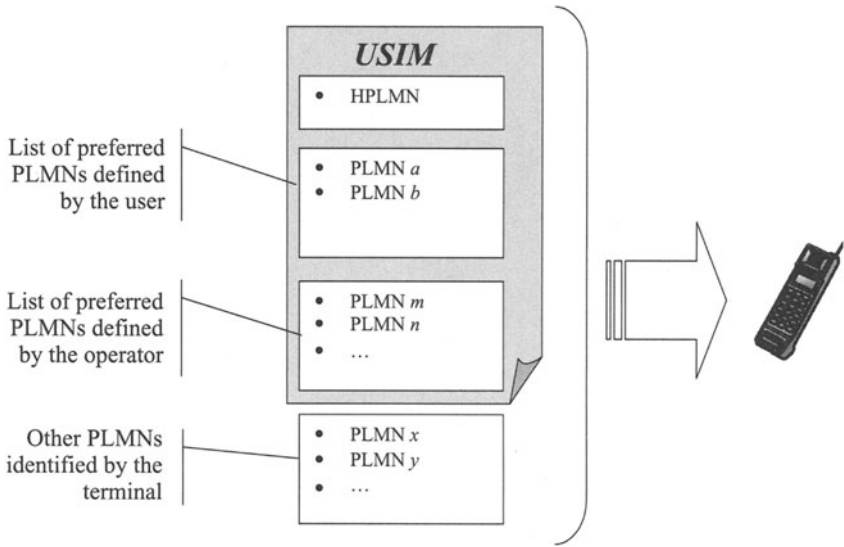 USIM
• HPLMN
List of preferred
PLMNs defined
by the user
• PLMN a
• PLMN b
List of preferred
PLMNs defined
by the operator
• PLMN m
• PLMN n
• ...
Other PLMNs
identified by the
terminal
• PLMN x
• PLMN y
• ...